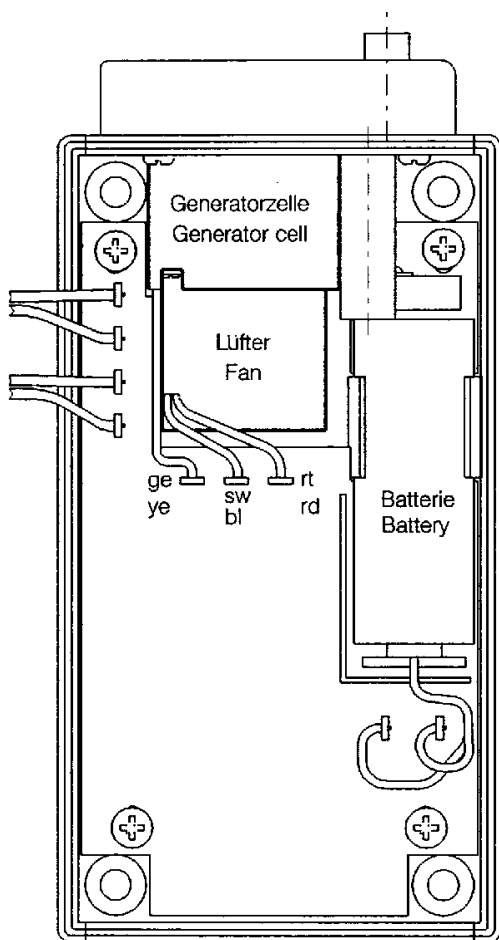 Generatorzelle
Generator cell
Lüfter
Fan
ge
ye
sw
bl
rt
rd
Batterie
Battery